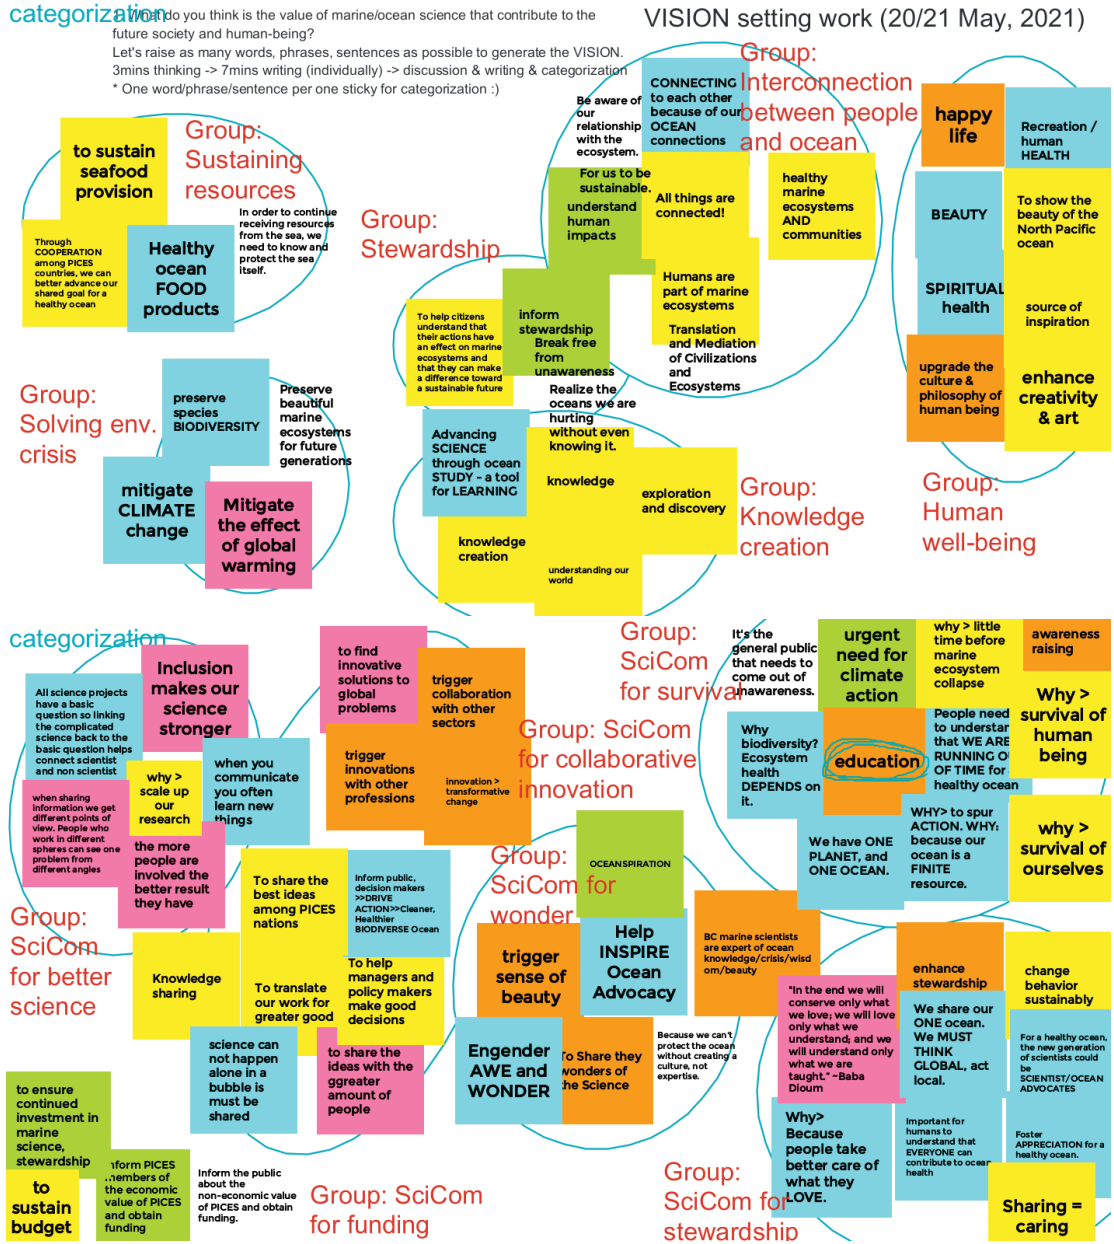 categorization
1. What do you think is the value of marine/ocean science that contribute to the
future society and human-being?
Let's raise as many words, phrases, sentences as possible to generate the VISION.
3mins thinking -> 7mins writing (individually) -> discussion & writing & categorization
* One word/phrase/sentence per one sticky for categorization :)
VISION setting work (20/21 May, 2021)
Group:
Sustaining
resources
to sustain
seafood
provision
Through
COOPERATION
among PICES
countries, we can
better advance our
shared goal for a
healthy ocean
Healthy
ocean
FOOD
products
In order to continue
receiving resources
from the sea, we
need to know and
protect the sea
itself.
Group:
Interconnection
between people
and ocean
CONNECTING
to each other
because of our
OCEAN
connections
Be aware of
our
relationship
with the
ecosystem.
For us to be
sustainable.
understand
human
impacts
All things are
connected!
healthy
marine
ecosystems
AND
communities
Humans are
part of marine
ecosystems
Translation
and Mediation
of Civilizations
and
Ecosystems
Group:
Stewardship
To help citizens
understand that
their actions have
an effect on marine
ecosystems and
that they can make
a difference toward
a sustainable future
inform
stewardship
Break free
from
unawareness
Realize the
oceans we are
hurting
without even
knowing it.
happy
life
Recreation /
human
HEALTH
BEAUTY
To show the
beauty of the
North Pacific
ocean
SPIRITUAL
health
source of
inspiration
upgrade the
culture &
philosophy of
human being
enhance
creativity
& art
Group:
Human
well-being
Group:
Solving env.
crisis
preserve
species
BIODIVERSITY
Preserve
beautiful
marine
ecosystems
for future
generations
mitigate
CLIMATE
change
Mitigate
the effect
of global
warming
Advancing
SCIENCE
through ocean
STUDY - a tool
for LEARNING
knowledge
exploration
and discovery
knowledge
creation
understanding our
world
Group:
Knowledge
creation
categorization
Inclusion
makes our
science
stronger
All science projects
have a basic
question so linking
the complicated
science back to the
basic question helps
connect scientist
and non scientist
why >
scale up
our
research
when you
communicate
you often
learn new
things
when sharing
information we get
different points of
view. People who
work in different
spheres can see one
problem from
different angles
the more
people are
involved the
better result
they have
Group:
SciCom
for better
science
to find
innovative
solutions to
global
problems
trigger
collaboration
with other
sectors
trigger
innovations
with other
professions
innovation >
transformative
change
Group: SciCom
for collaborative
innovation
Group:
SciCom
for survival
It's the
general public
that needs to
come out of
unawareness.
urgent
need for
climate
action
why > little
time before
marine
ecosystem
collapse
awareness
raising
Why >
survival of
human
being
Why
biodiversity?
Ecosystem
health
DEPENDS on
it.
education
People need
to understan
that WE ARE
RUNNING OU
OF TIME for
healthy ocean
We have ONE
PLANET, and
ONE OCEAN.
WHY> to spur
ACTION. WHY:
because our
ocean is a
FINITE
resource.
why >
survival of
ourselves
To share the
best ideas
among PICES
nations
Inform public,
decision makers
>>DRIVE
ACTION>>Cleaner,
Healthier
BIODIVERSE Ocean
Knowledge
sharing
To translate
our work for
greater good
To help
managers and
policy makers
make good
decisions
science can
not happen
alone in a
bubble is
must be
shared
to share the
ideas with the
ggreater
amount of
people
Group:
SciCom for
wonder
OCEANSPIRATION
trigger
sense of
beauty
Help
INSPIRE
Ocean
Advocacy
BC marine scientists
are expert of ocean
knowledge/crisis/wisd
om/beauty
Engender
AWE and
WONDER
To Share they
wonders of
the Science
Because we can't
protect the ocean
without creating a
culture, not
expertise.
enhance
stewardship
change
behavior
sustainably
"In the end we will
conserve only what
we love; we will love
only what we
understand; and we
will understand only
what we are
taught." ~Baba
Dioum
We share our
ONE ocean.
We MUST
THINK
GLOBAL, act
local.
For a healthy ocean,
the new generation
of scientists could
be
SCIENTIST/OCEAN
ADVOCATES
Why>
Because
people take
better care of
what they
LOVE.
Important for
humans to
understand that
EVERYONE can
contribute to ocean
health
Foster
APPRECIATION for a
healthy ocean.
Sharing =
caring
Group:
SciCom for
stewardship
to ensure
continued
investment in
marine
science,
stewardship
to
sustain
budget
nform PICES
members of
the economic
value of PICES
and obtain
funding
Inform the public
about the
non-economic value
of PICES and obtain
funding.
Group: SciCom
for funding